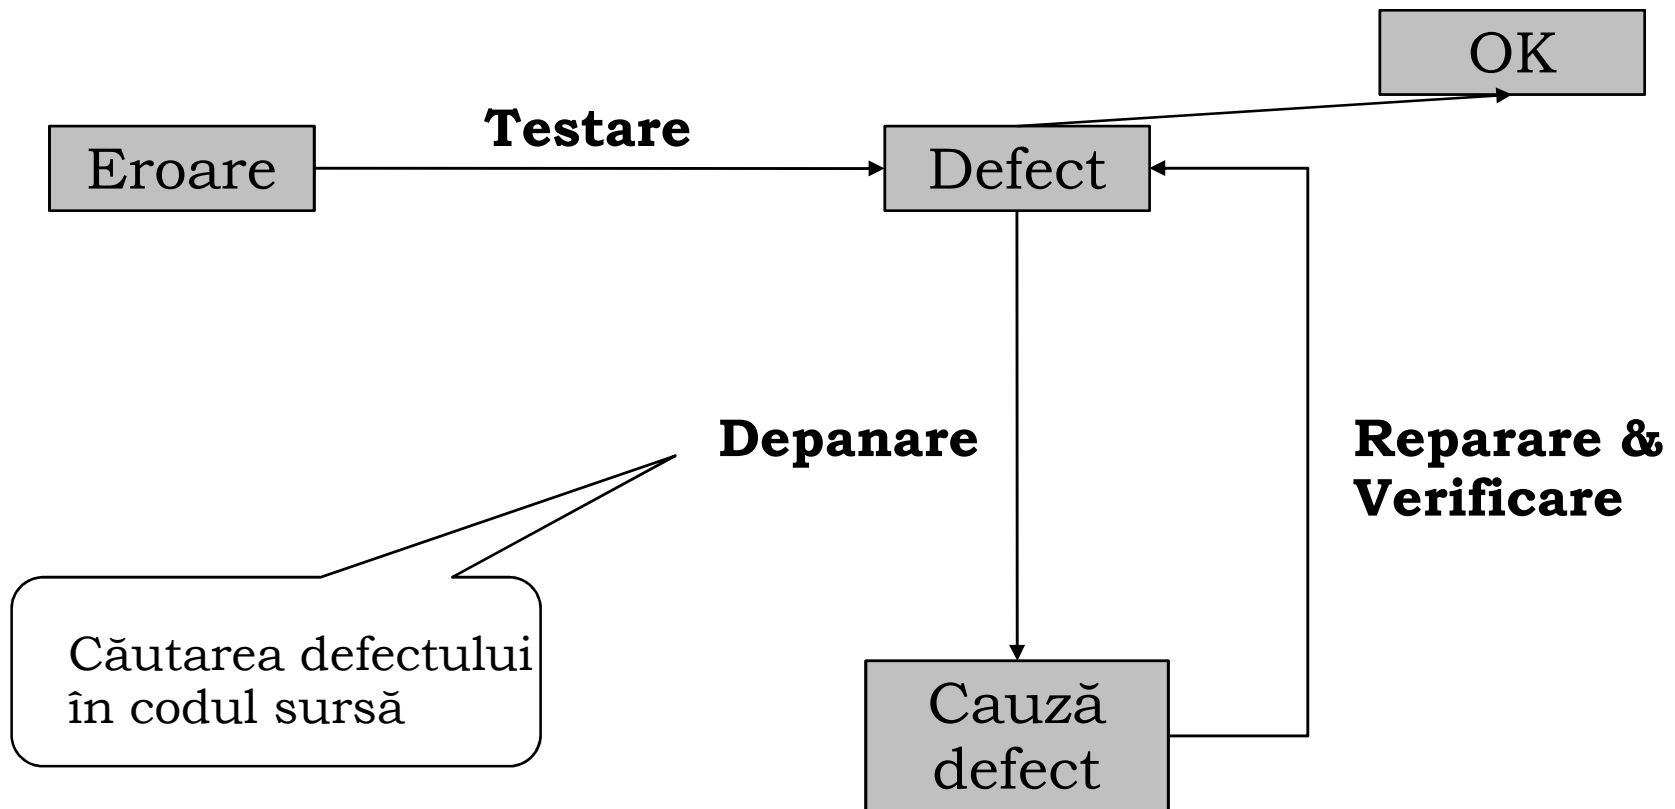 OK
Testare
Eroare
Defect
Depanare
Reparare &
Verificare
Căutarea defectului
în codul sursă
Cauză
defect